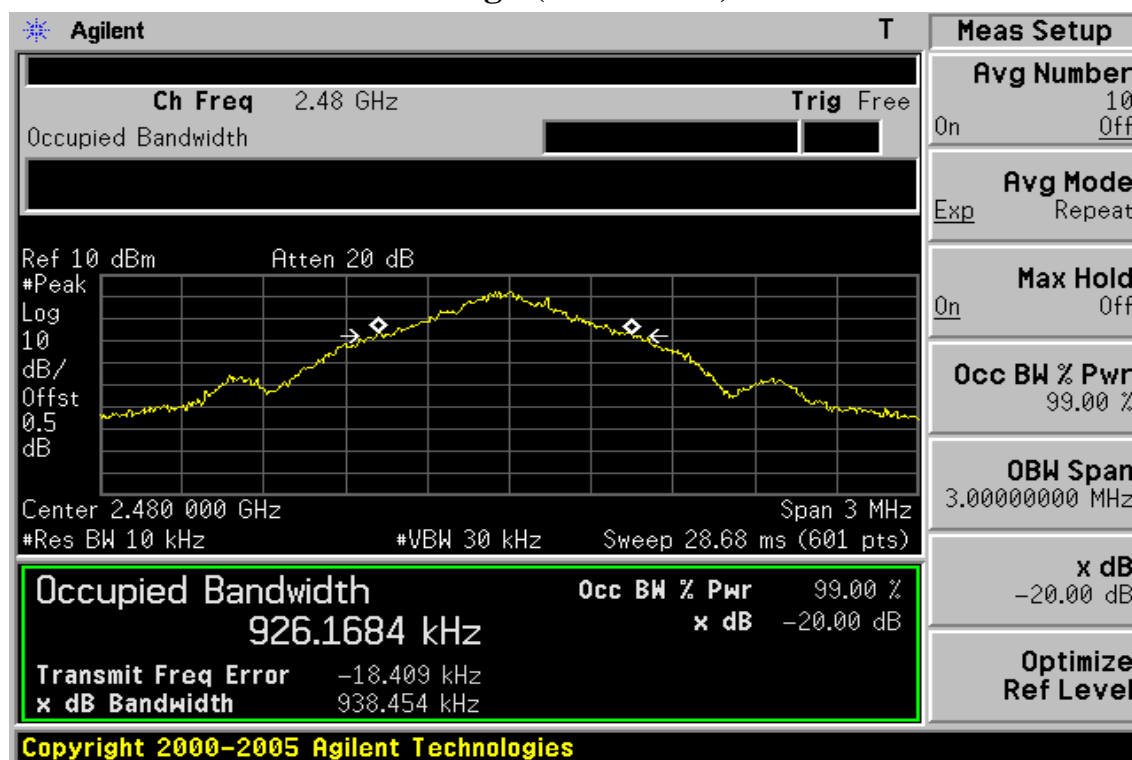 Agilent T
Meas Setup
Ch Freq 2.48 GHz Trig Free
Occupied Bandwidth
Ref 10 dBm Atten 20 dB
#Peak
Log
10
dB/
Offst
0.5
dB
Center 2.480 000 GHz Span 3 MHz
#Res BW 10 kHz #VBW 30 kHz Sweep 28.68 ms (601 pts)
Occupied Bandwidth Occ BW % Pwr 99.00 %
926.1684 kHz x dB -20.00 dB
Transmit Freq Error -18.409 kHz
x dB Bandwidth 938.454 kHz
Avg Number
10
On Off
Avg Mode
Exp Repeat
Max Hold
On Off
Occ BW % Pwr
99.00 %
OBW Span
3.00000000 MHz
x dB
-20.00 dB
Optimize
Ref Level
Copyright 2000-2005 Agilent Technologies